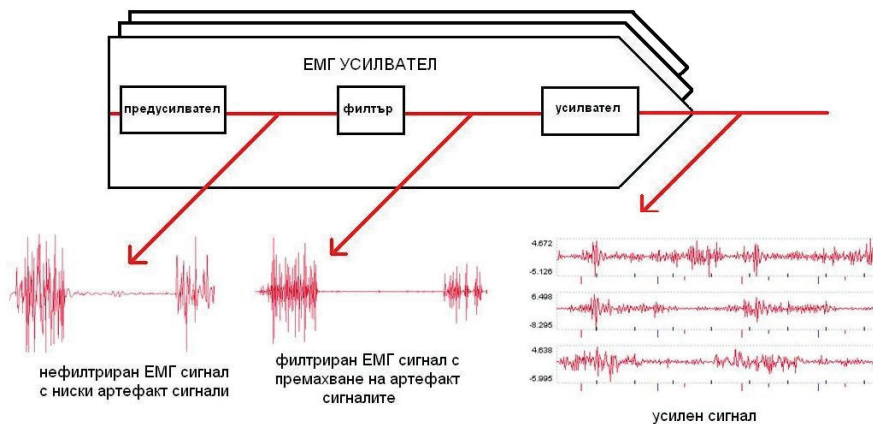 ЕМГ УСИЛВАТЕЛ
предусилвател
филтър
усилвател
4.672
-5.126
6.498
-8.295
4.638
-5.995
нефилтриран ЕМГ сигнал
с ниски артефакт сигнали
филтриран ЕМГ сигнал с
премахване на артефакт
сигналите
усилен сигнал